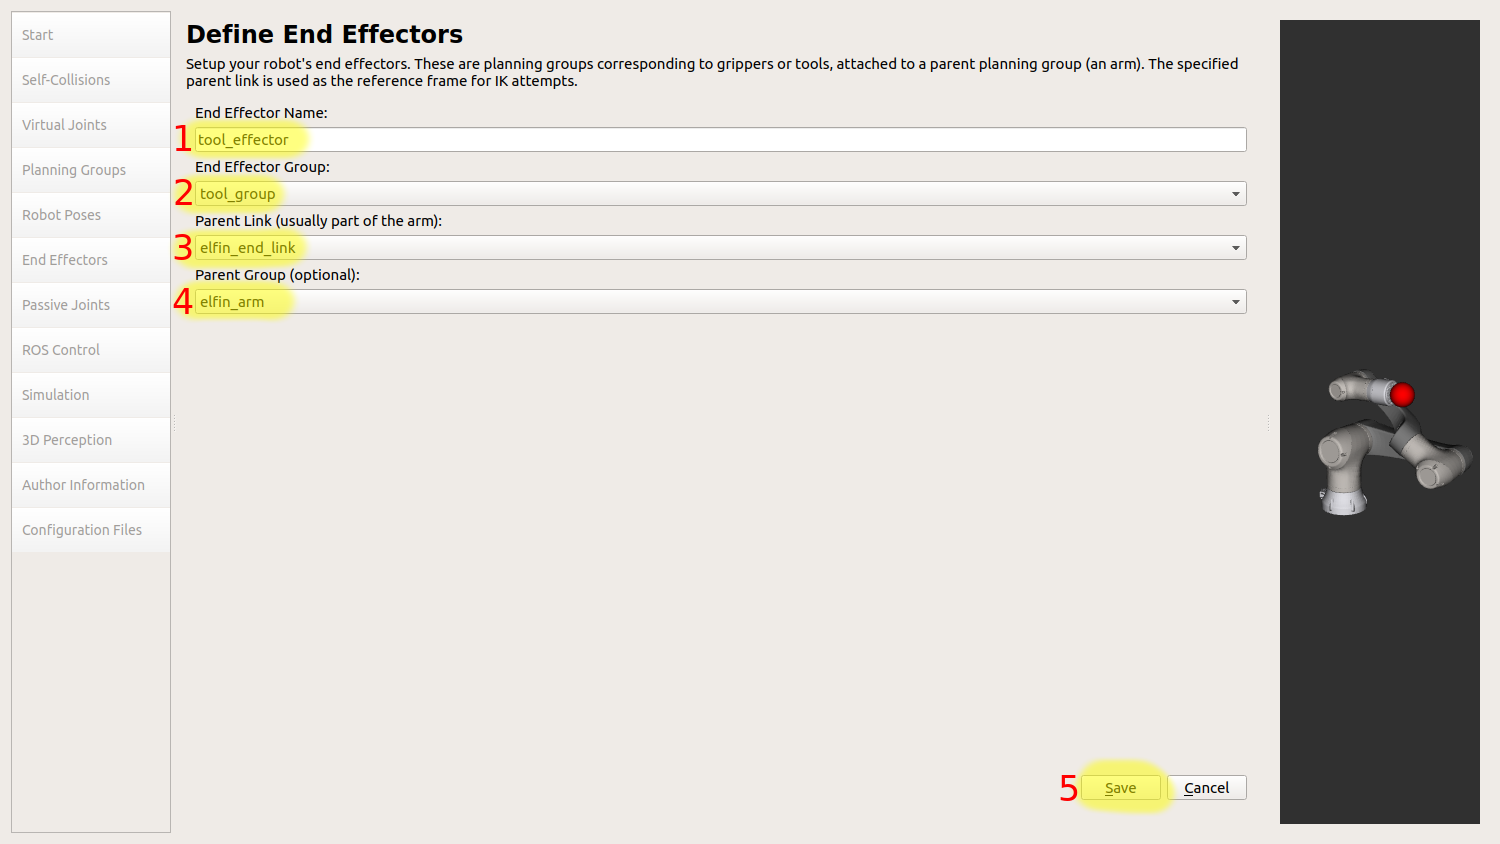 Start
Self-Collisions
Virtual Joints
Planning Groups
Robot Poses
End Effectors
Passive Joints
ROS Control
Simulation
3D Perception
Author Information
Configuration Files
Define End Effectors
Setup your robot's end effectors. These are planning groups corresponding to grippers or tools, attached to a parent planning group (an arm). The specified
parent link is used as the reference frame for IK attempts.
End Effector Name:
1 tool_effector
End Effector Group:
2 tool_group
Parent Link (usually part of the arm):
3 elfin_end_link
Parent Group (optional):
4 elfin_arm
5 Save Cancel